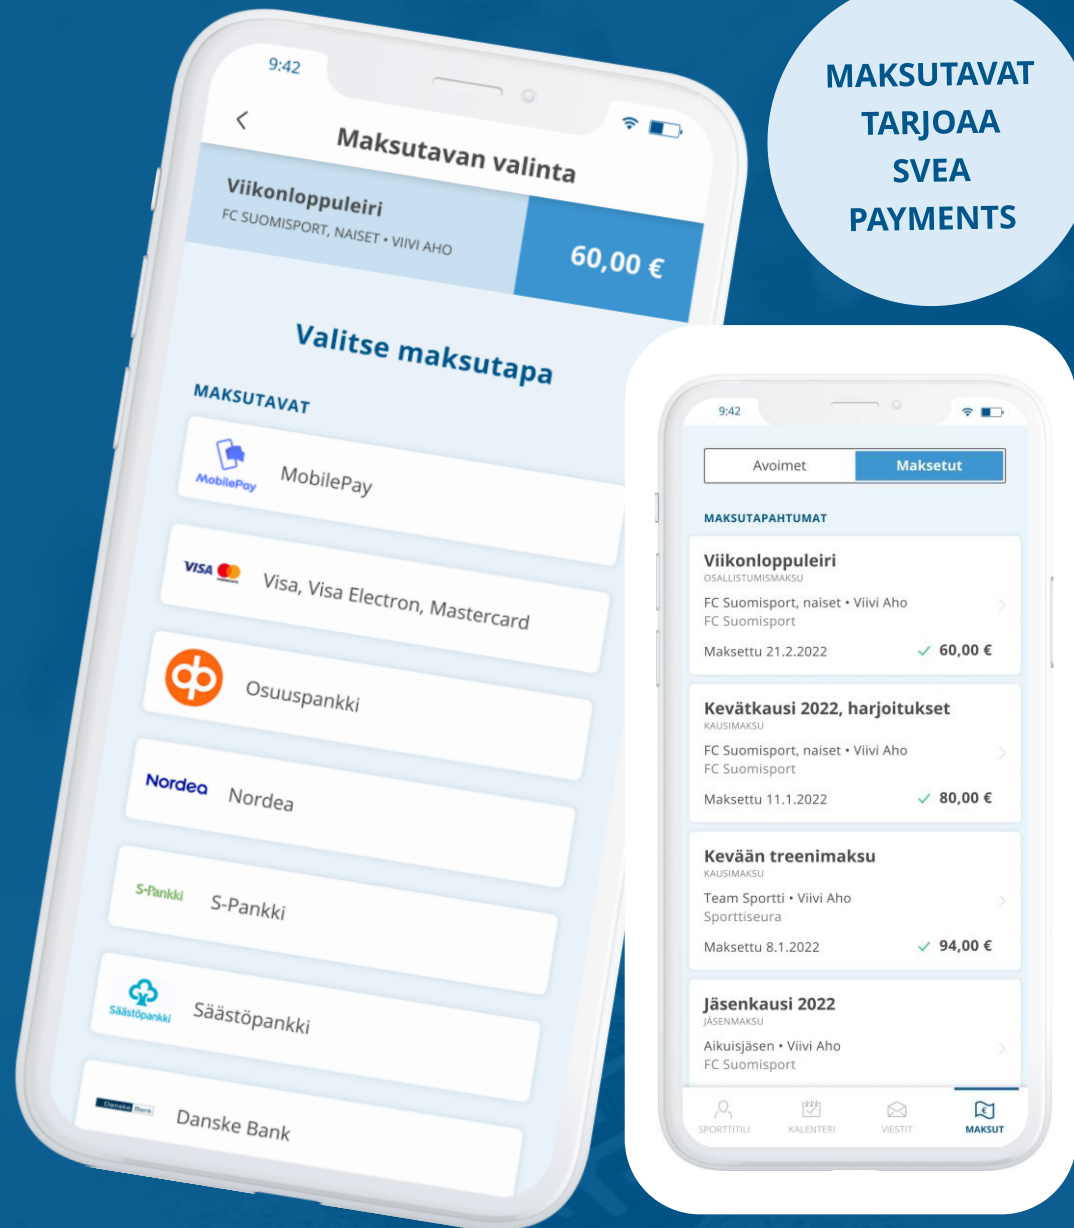 9:42
Maksutavan valinta
Viikonloppuleiri
FC SUOMISPORT, NAISET • VIIVI AHO
60,00 €
Valitse maksutapa
MAKSUTAVAT
MobilePay
MobilePay
VISA
Visa, Visa Electron, Mastercard
op
Osuuspankki
Nordea
Nordea
S-Pankki
S-Pankki
Säästöpankki
Säästöpankki
Danske Bank
Danske Bank
MAKSUTAVAT
TARJOAA
SVEA
PAYMENTS
9:42
Avoimet
Maksetut
MAKSUTAPAHTUMAT
Viikonloppuleiri
OSALLISTUMISMAKSU
FC Suomisport, naiset • Viivi Aho
FC Suomisport
Maksettu 21.2.2022
60,00 €
Kevätkausi 2022, harjoitukset
KAUSIMAKSU
FC Suomisport, naiset • Viivi Aho
FC Suomisport
Maksettu 11.1.2022
80,00 €
Kevään treenimaksu
KAUSIMAKSU
Team Sportti • Viivi Aho
Sporttiseura
Maksettu 8.1.2022
94,00 €
Jäsenkausi 2022
JÄSENMAKSU
Aikuisjäsen • Viivi Aho
FC Suomisport
SPORTTITILI
KALENTERI
VIESTIT
MAKSUT